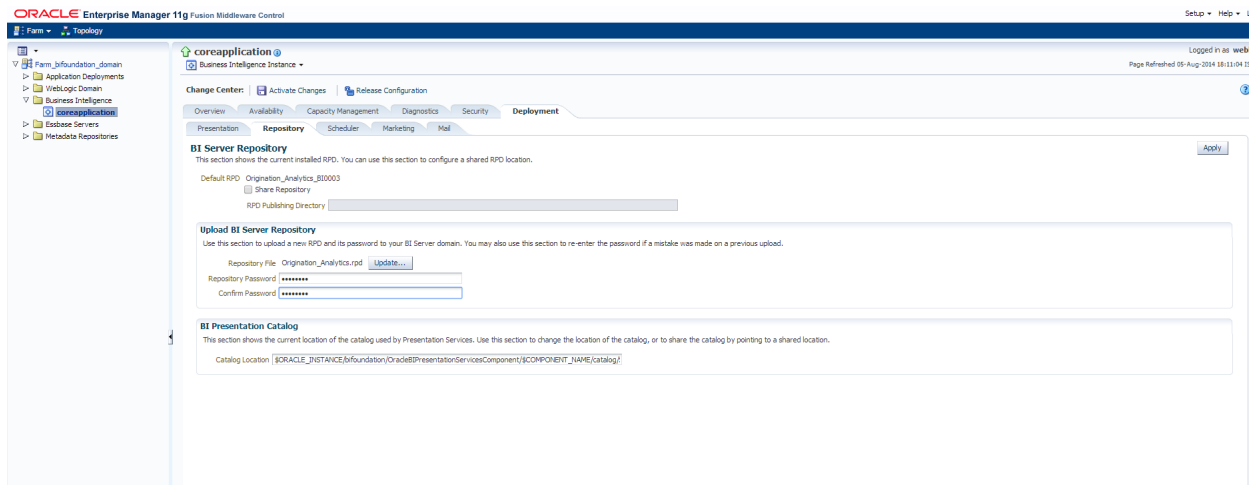 ORACLE Enterprise Manager 11g Fusion Middleware Control
Setup Help
Farm Topology
Farm_bifoundation_domain
Application Deployments
WebLogic Domain
Business Intelligence
coreapplication
Essbase Servers
Metadata Repositories
coreapplication
Logged in as
Business Intelligence Instance
Page Refreshed 05-Aug-2014 18:11:04
Change Center: Activate Changes Release Configuration
Overview Availability Capacity Management Diagnostics Security Deployment
Presentation Repository Scheduler Marketing Mail
BI Server Repository
Apply
This section shows the current installed RPD. You can use this section to configure a shared RPD location.
Default RPD Origination_Analytics_BI0003
Share Repository
RPD Publishing Directory
Upload BI Server Repository
Use this section to upload a new RPD and its password to your BI Server domain. You may also use this section to re-enter the password if a mistake was made on a previous upload.
Repository File Origination_Analytics.rpd Update...
Repository Password ••••••••
Confirm Password ••••••••
BI Presentation Catalog
This section shows the current location of the catalog used by Presentation Services. Use this section to change the location of the catalog, or to share the catalog by pointing to a shared location.
Catalog Location $ORACLE_INSTANCE/bifoundation/OracleBIPresentationServicesComponent/$COMPONENT_NAME/catalog/